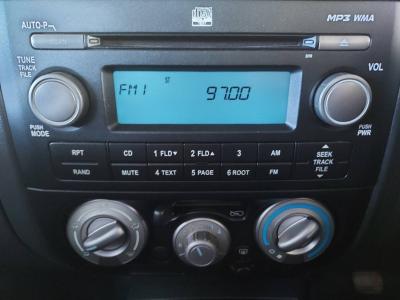 AUTO-P
MP3 WMA
TUNE
TRACK
FILE
VOL
ST
FM1 97.00
PUSH
MODE
PUSH
PWR
RPT CD 1 FLD▼ 2 FLD▲ 3 AM
SEEK
TRACK
FILE
RAND MUTE 4 TEXT 5 PAGE 6 ROOT FM